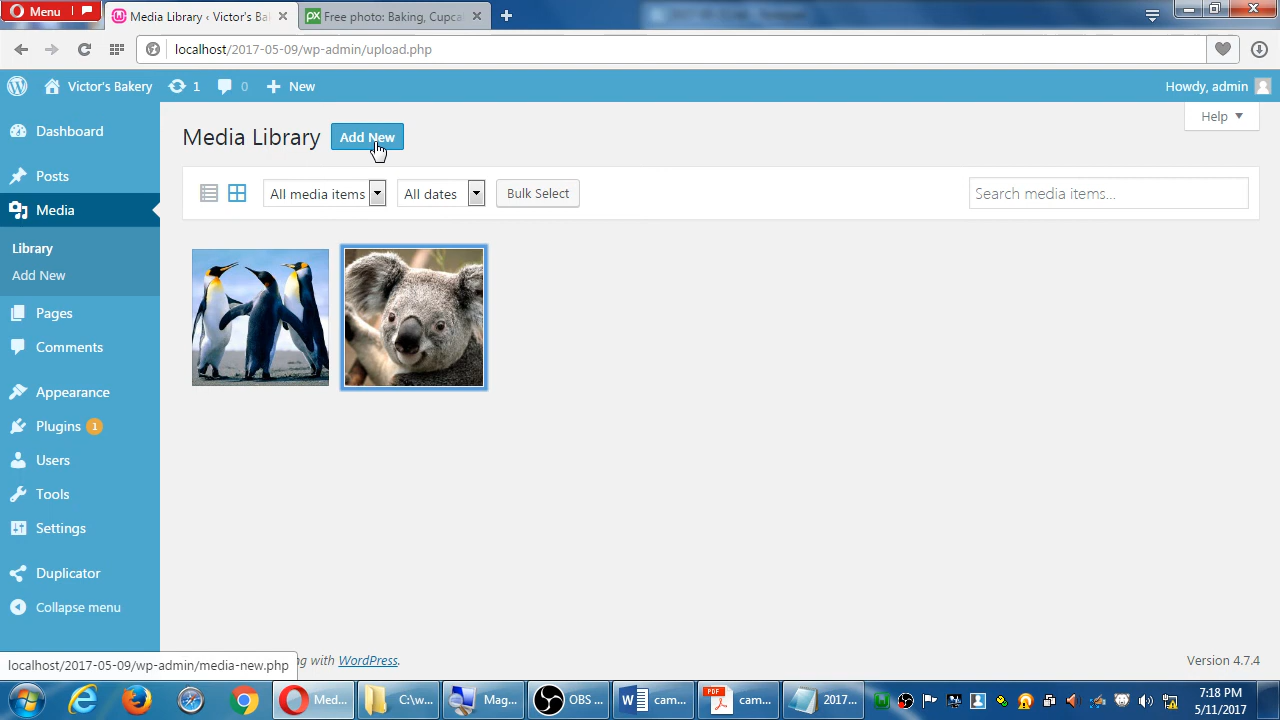 Menu
Media Library ‹ Victor's Ba
Free photo: Baking, Cupca
localhost/2017-05-09/wp-admin/upload.php
Victor's Bakery
1
0
New
Howdy, admin
Dashboard
Posts
Media
Library
Add New
Pages
Comments
Appearance
Plugins 1
Users
Tools
Settings
Duplicator
Collapse menu
Media Library
Add New
Help
All media items
All dates
Bulk Select
Search media items...
localhost/2017-05-09/wp-admin/media-new.php
ng with WordPress.
Version 4.7.4
Med...
C:\w...
Mag...
OBS ...
cam...
PDF
cam...
2017...
7:18 PM
5/11/2017